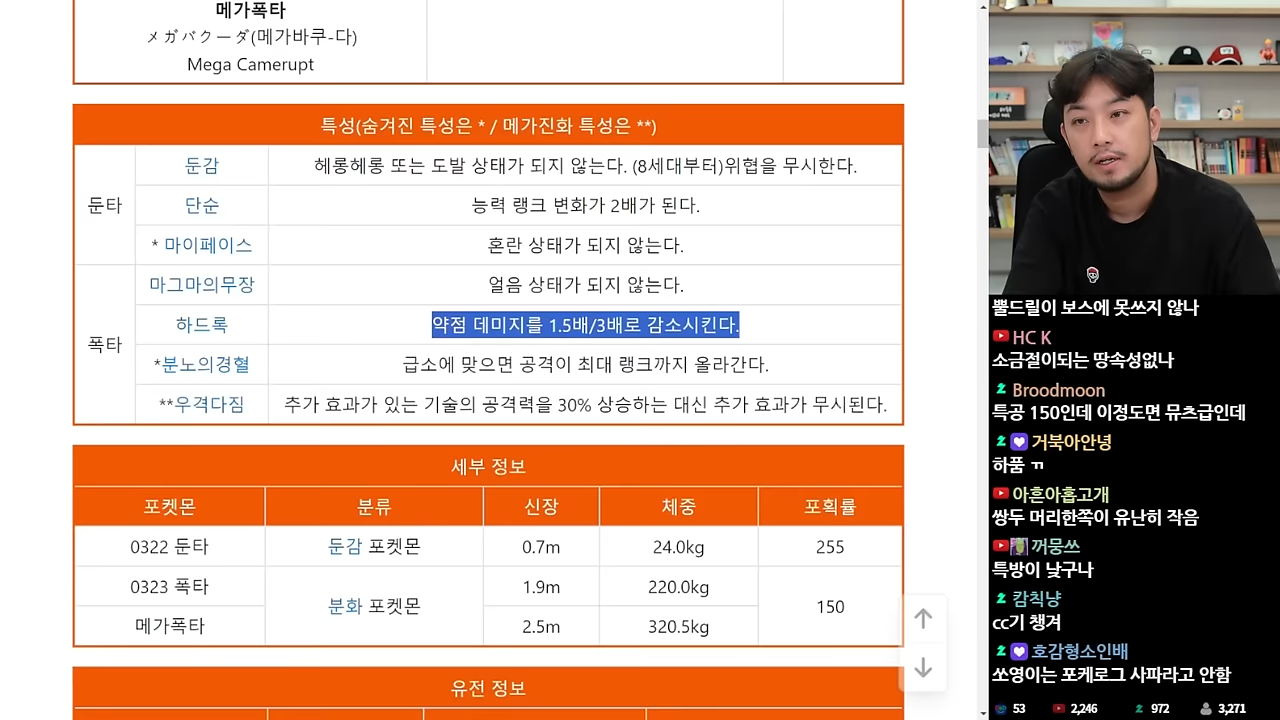 메가폭타
メガバクーダ(메가바쿠-다)
Mega Camerupt
특성(숨겨진 특성은 * / 메가진화 특성은 **)
둔타
둔감 헤롱헤롱 또는 도발 상태가 되지 않는다. (8세대부터)위협을 무시한다.
단순 능력 랭크 변화가 2배가 된다.
* 마이페이스 혼란 상태가 되지 않는다.
폭타
마그마의무장 얼음 상태가 되지 않는다.
하드록 약점 데미지를 1.5배/3배로 감소시킨다.
*분노의경혈 급소에 맞으면 공격이 최대 랭크까지 올라간다.
**우격다짐 추가 효과가 있는 기술의 공격력을 30% 상승하는 대신 추가 효과가 무시된다.
세부 정보
포켓몬 분류 신장 체중 포획률
0322 둔타 둔감 포켓몬 0.7m 24.0kg 255
0323 폭타 분화 포켓몬 1.9m 220.0kg 150
메가폭타 2.5m 320.5kg
유전 정보
뿔드릴이 보스에 못쓰지 않나
HC K
소금절이되는 땅속성없나
Broodmoon
특공 150인데 이정도면 뮤츠급인데
거북아안녕
하품 ㄲ
아흔아홉고개
쌍두 머리한쪽이 유난히 작음
꺼뭉쓰
특방이 낮구나
캄칙냥
cc기 챙겨
호감형소인배
쏘영이는 포케로그 사파라고 안함
53 2,246 972 3,271